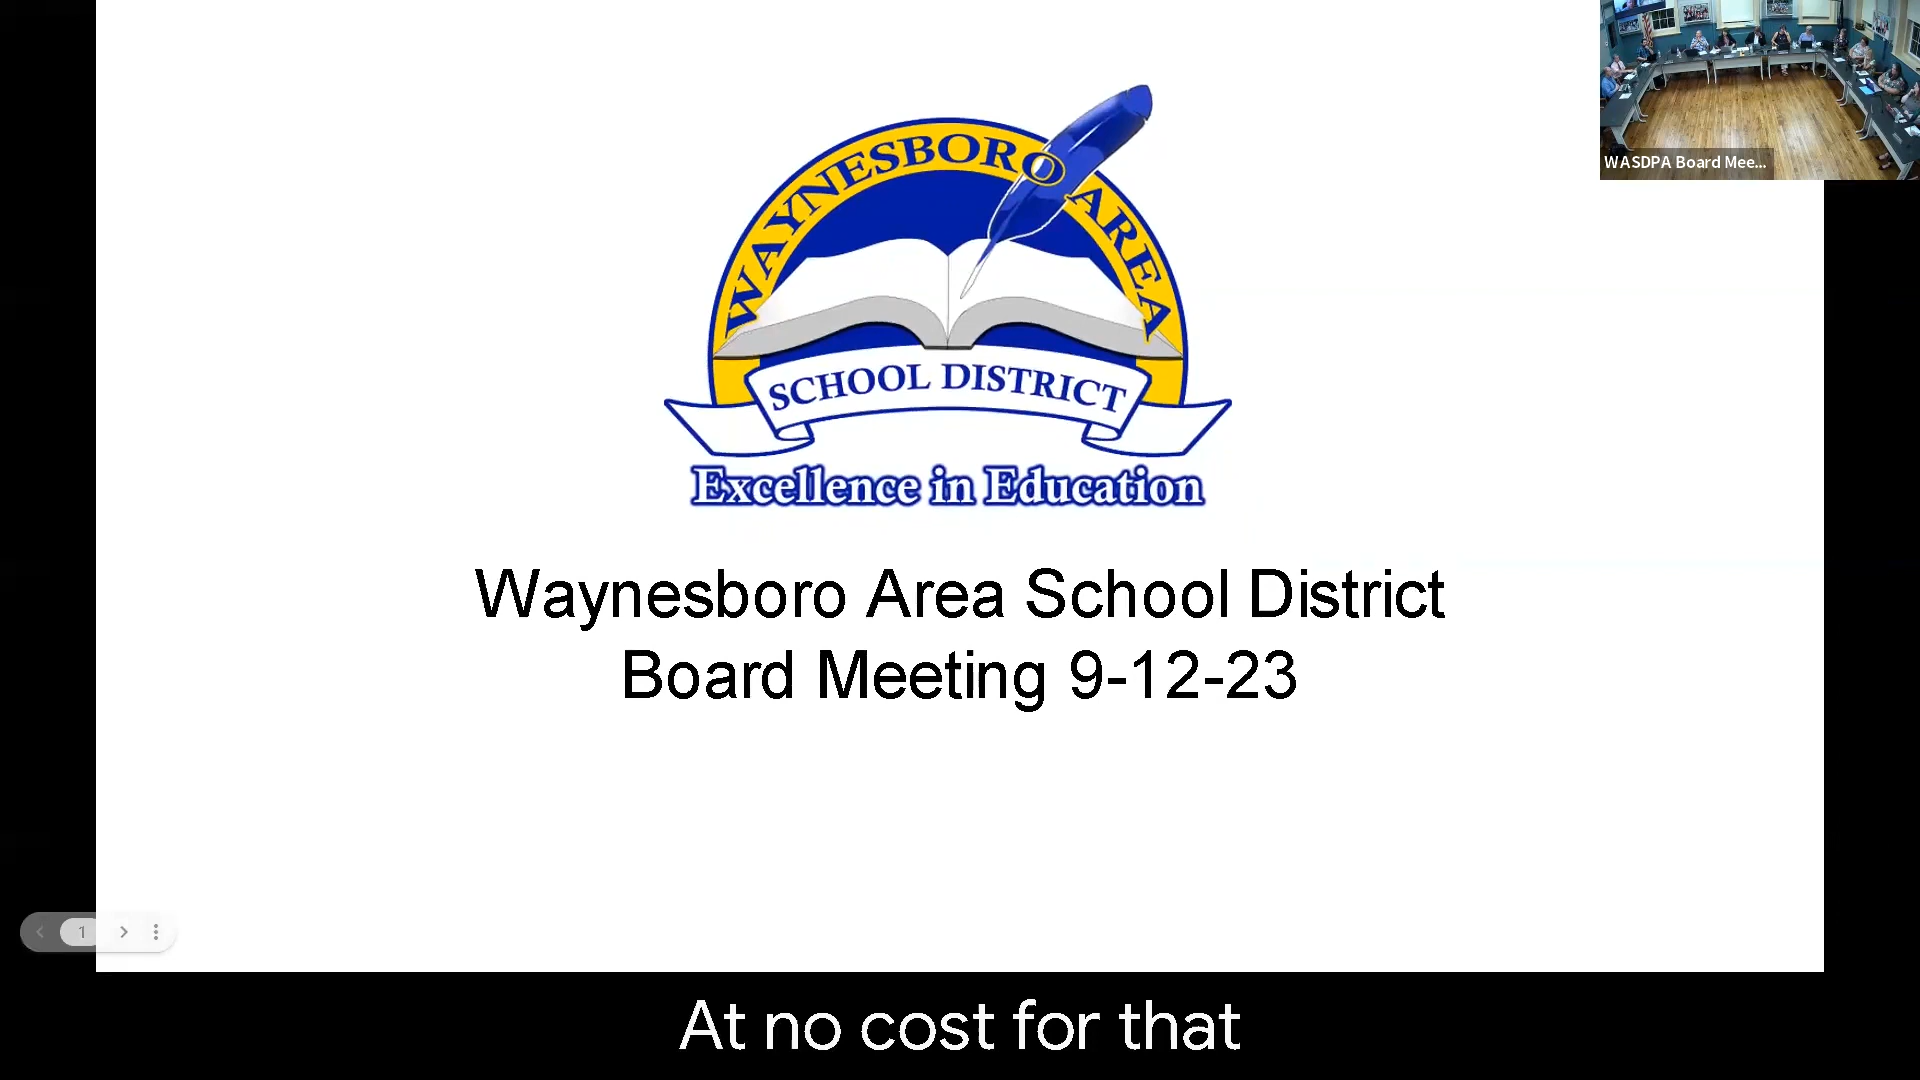 WASDPA Board Mee...
WAYNESBORO AREA
SCHOOL DISTRICT
Excellence in Education
Waynesboro Area School District
Board Meeting 9-12-23
1
At no cost for that